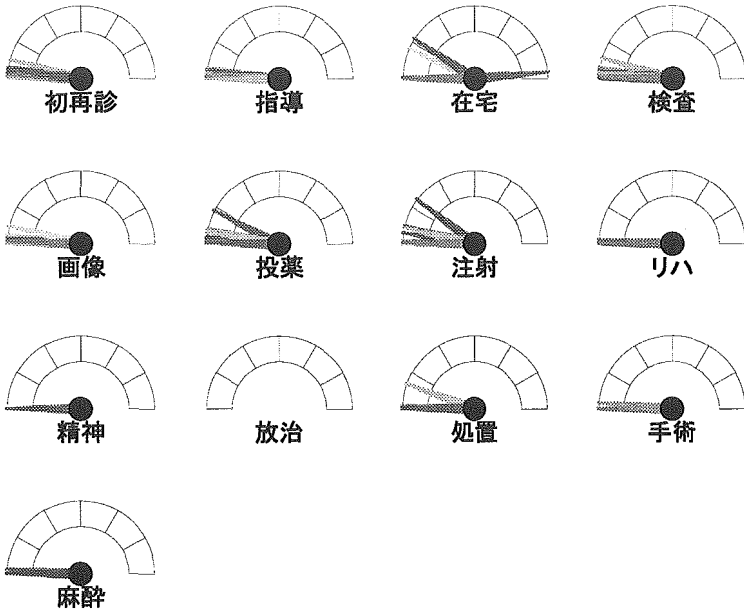 初再診
指導
在宅
検査
画像
投薬
注射
リハ
精神
放治
処置
手術
麻酔